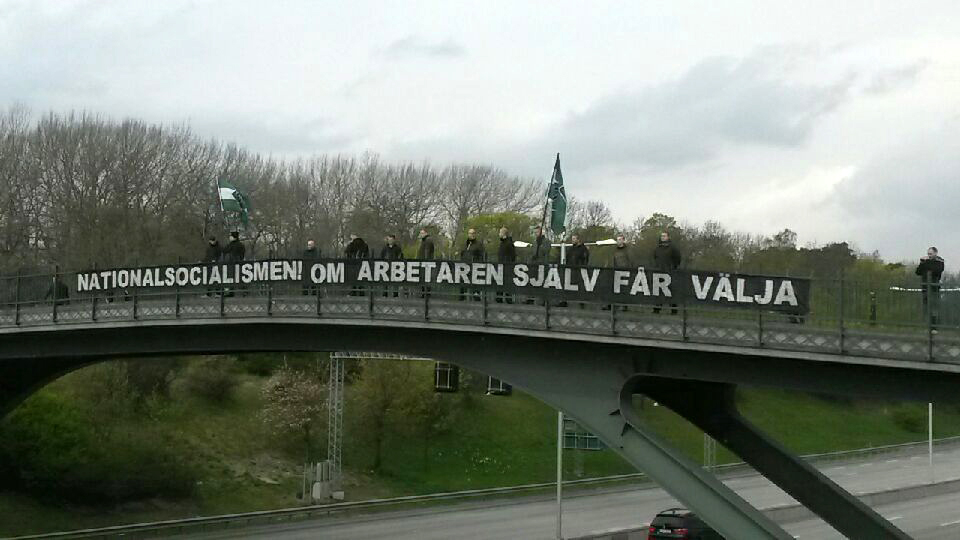 NATIONALSOCIALISMEN! OM ARBETAREN SJÄLV FÅR VÄLJA